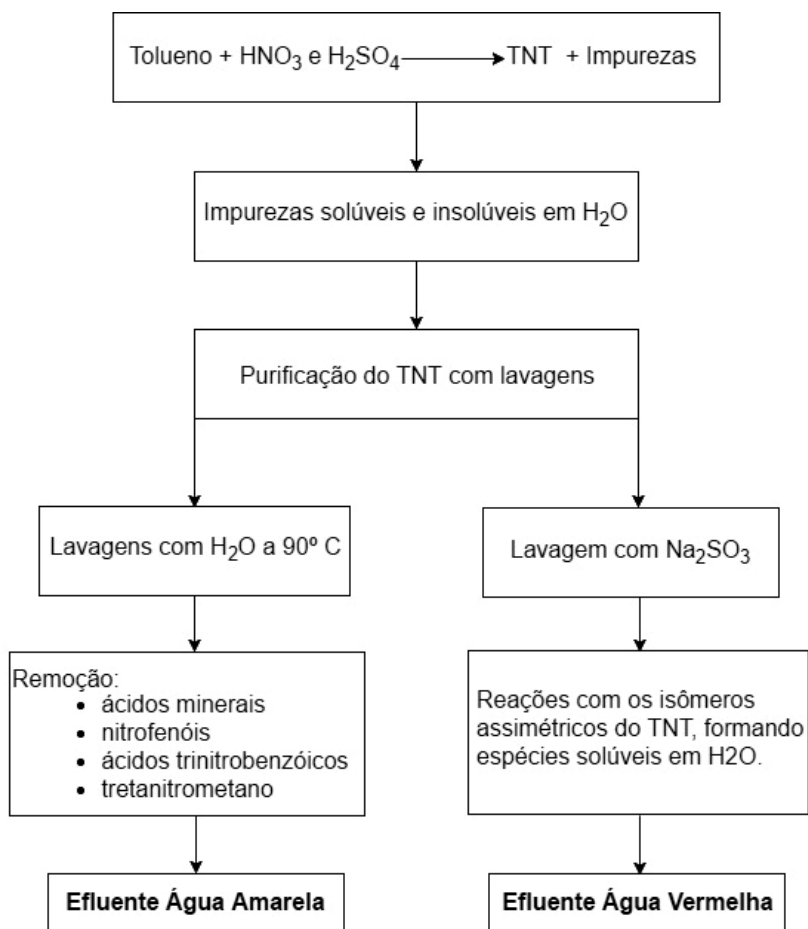 Tolueno + HNO₃ e H₂SO₄ → TNT + Impurezas
Impurezas solúveis e insolúveis em H₂O
Purificação do TNT com lavagens
Lavagens com H₂O a 90º C
Lavagem com Na₂SO₃
Remoção:
• ácidos minerais
• nitrofenóis
• ácidos trinitrobenzóicos
• tretanitrometano
Reações com os isômeros
assimétricos do TNT, formando
espécies solúveis em H2O.
Efluente Água Amarela
Efluente Água Vermelha